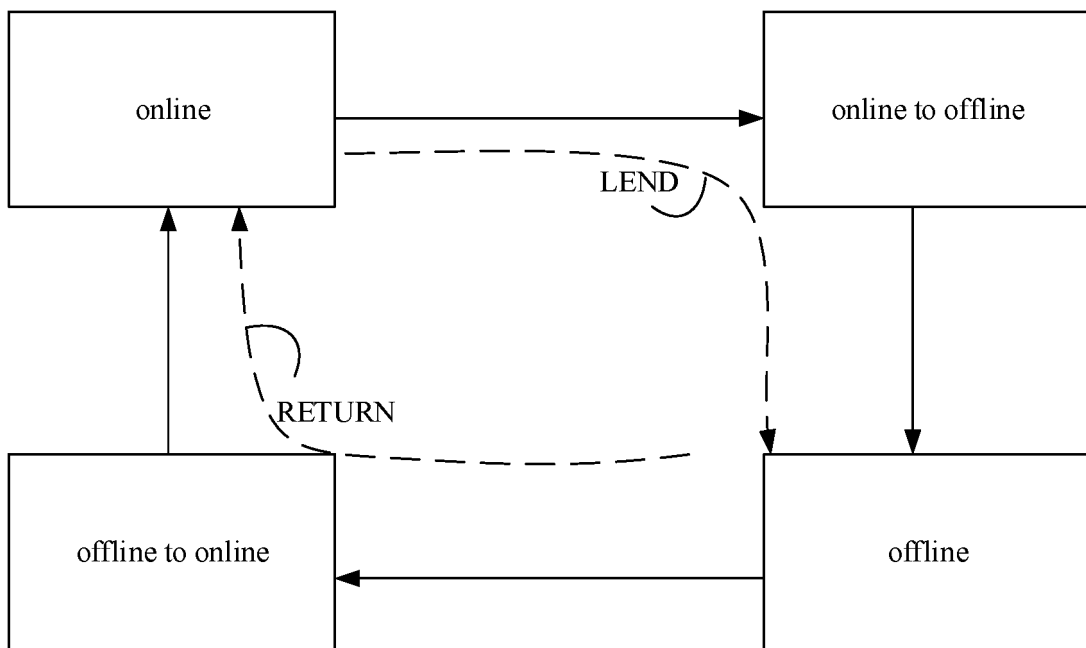 online
online to offline
LEND
RETURN
offline to online
offline